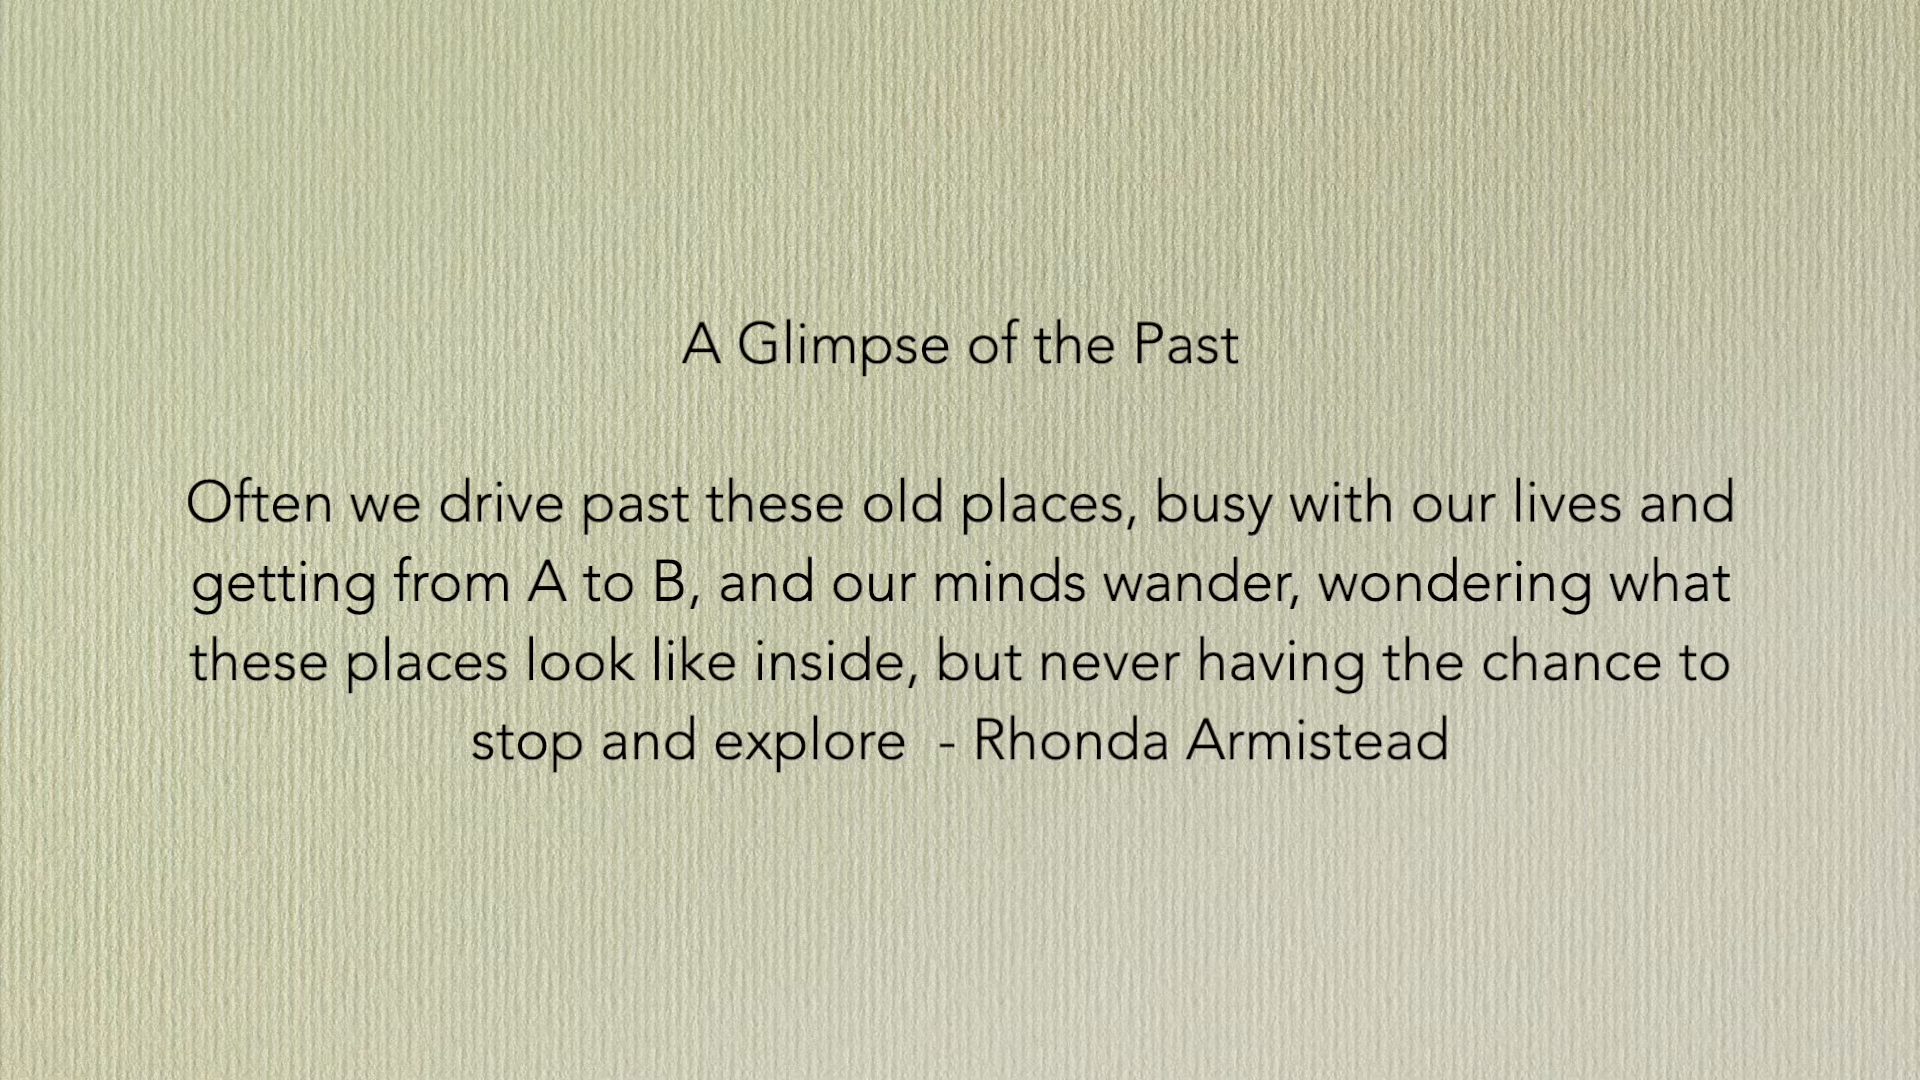 A Glimpse of the Past
Often we drive past these old places, busy with our lives and
getting from A to B, and our minds wander, wondering what
these places look like inside, but never having the chance to
stop and explore  - Rhonda Armistead